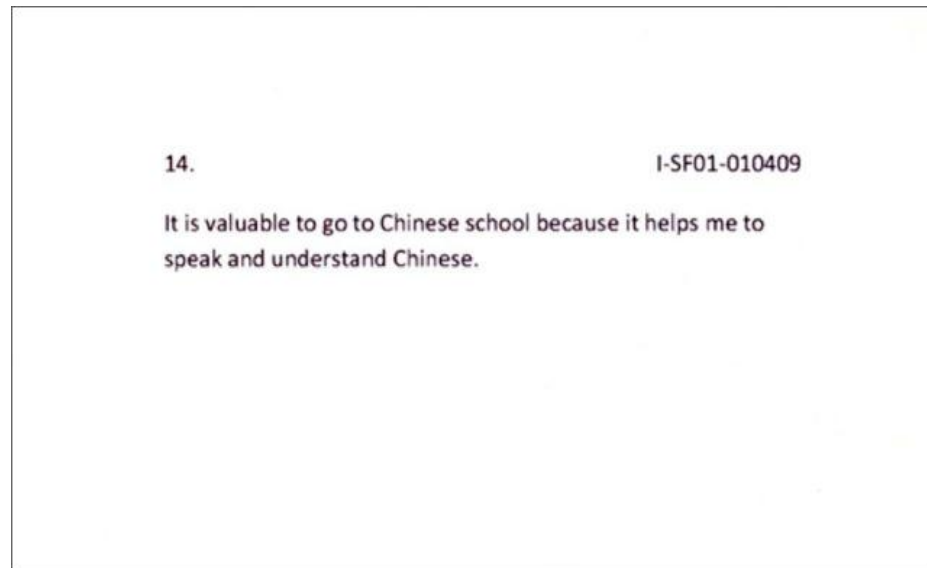 14. I-SF01-010409
It is valuable to go to Chinese school because it helps me to
speak and understand Chinese.